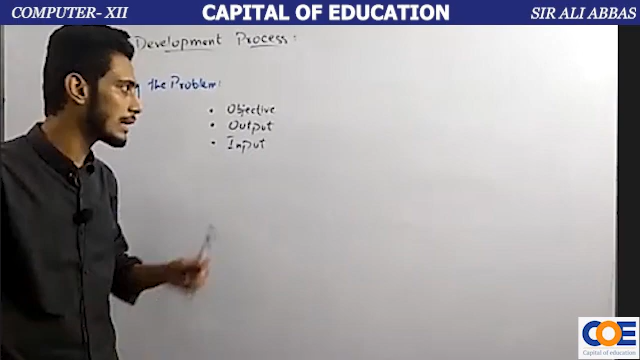 COMPUTER- XII
CAPITAL OF EDUCATION
SIR ALI ABBAS
Development Process:
the Problem:
• Objective
• Output
• Input
COE
Capital of education